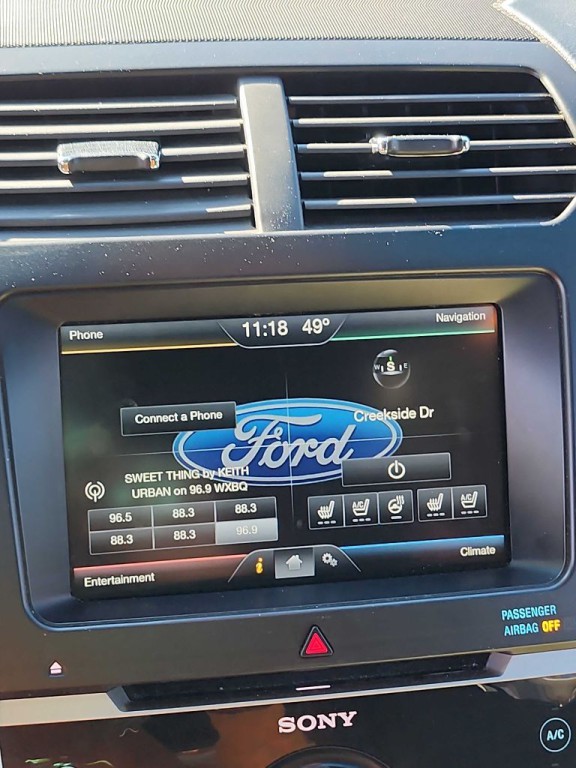 Phone
11:18 49°
Navigation
W S E
Connect a Phone
Creekside Dr
Ford
SWEET THING by KEITH
URBAN on 96.9 WXBQ
96.5 88.3 88.3
88.3 88.3 96.9
A/C A/C
i
Entertainment
Climate
PASSENGER
AIRBAG OFF
SONY
A/C